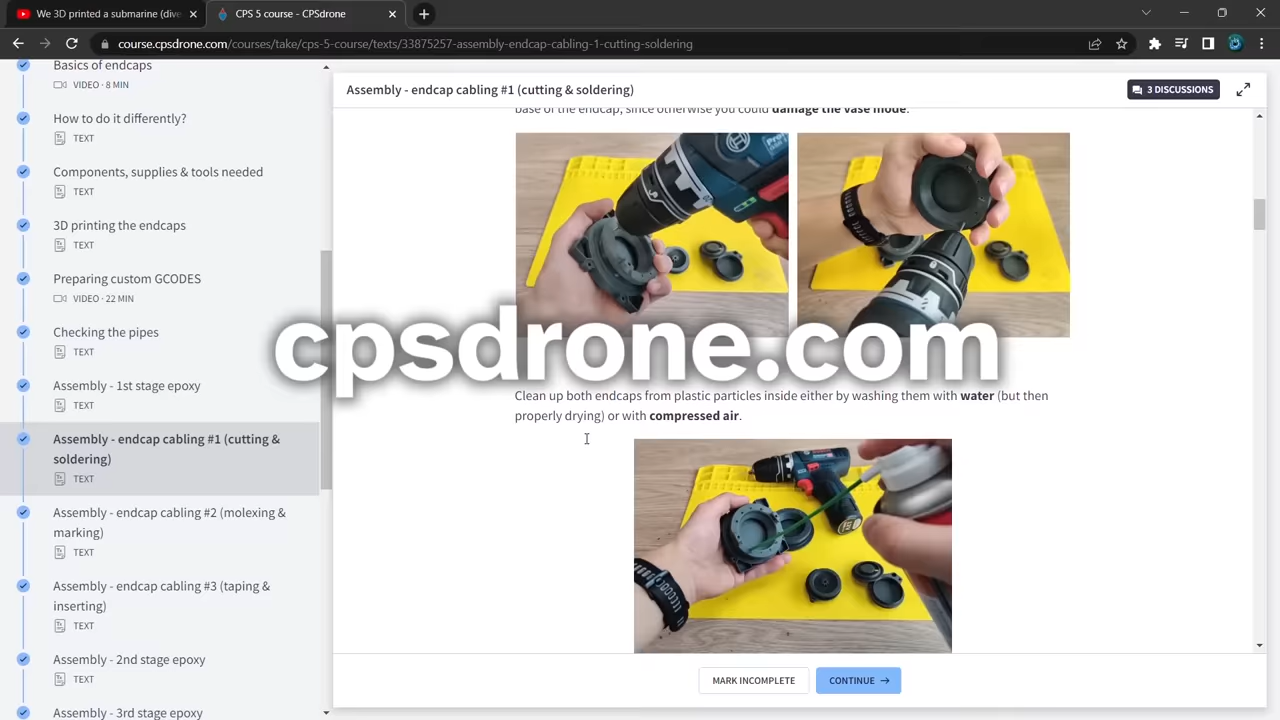 We 3D printed a submarine (dive
CPS 5 course - CPSdrone
course.cpsdrone.com/courses/take/cps-5-course/texts/33875257-assembly-endcap-cabling-1-cutting-soldering
Basics of endcaps
VIDEO · 8 MIN
How to do it differently?
TEXT
Components, supplies & tools needed
TEXT
3D printing the endcaps
TEXT
Preparing custom GCODES
VIDEO · 22 MIN
Checking the pipes
TEXT
Assembly - 1st stage epoxy
TEXT
Assembly - endcap cabling #1 (cutting &
soldering)
TEXT
Assembly - endcap cabling #2 (molexing &
marking)
TEXT
Assembly - endcap cabling #3 (taping &
inserting)
TEXT
Assembly - 2nd stage epoxy
TEXT
Assembly - 3rd stage epoxy
Assembly - endcap cabling #1 (cutting & soldering)
3 DISCUSSIONS
base of the endcap, since otherwise you could damage the vase mode.
BOSCH
cpsdrone.com
Clean up both endcaps from plastic particles inside either by washing them with water (but then
properly drying) or with compressed air.
MARK INCOMPLETE
CONTINUE →